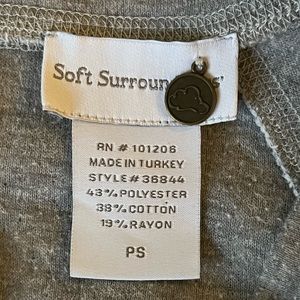 Soft Surroun s
RN # 101206
MADE IN TURKEY
STYLE # 36844
43% POLYESTER
38% COTTON
19% RAYON
PS